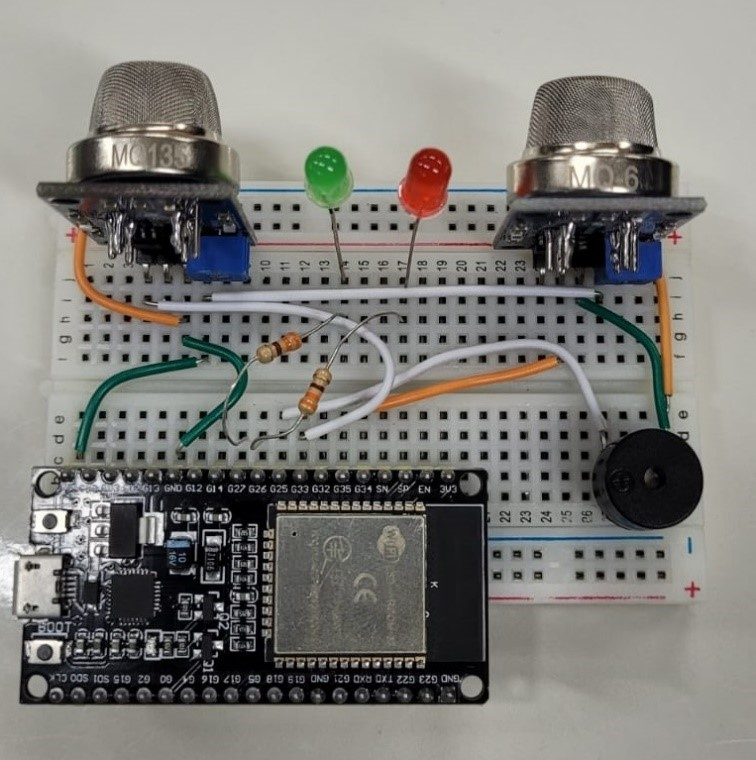 MQ135
MQ-6
+
+
10 11 12 13 14 15 16 17 18 19 20 21 22 23
j
i
h
g
f
j
i
h
g
f
e
d
c
e
d
G13 GND G12 G14 G27 G26 G25 G33 G32 G35 G34 SN SP EN 3V3
22 23 24 25 26
WiFi
CE
BOOT
−
+
CLK SD0 SD1 G15 G2 G0 G4 G16 G17 G5 G18 G19 GND G21 RXD TXD G22 G23 GND